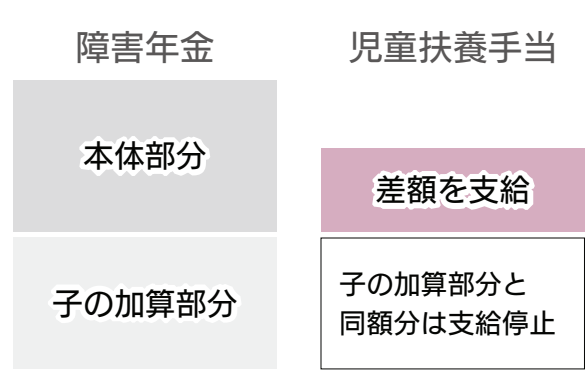 障害年金
児童扶養手当
本体部分
差額を支給
子の加算部分
子の加算部分と
同額分は支給停止